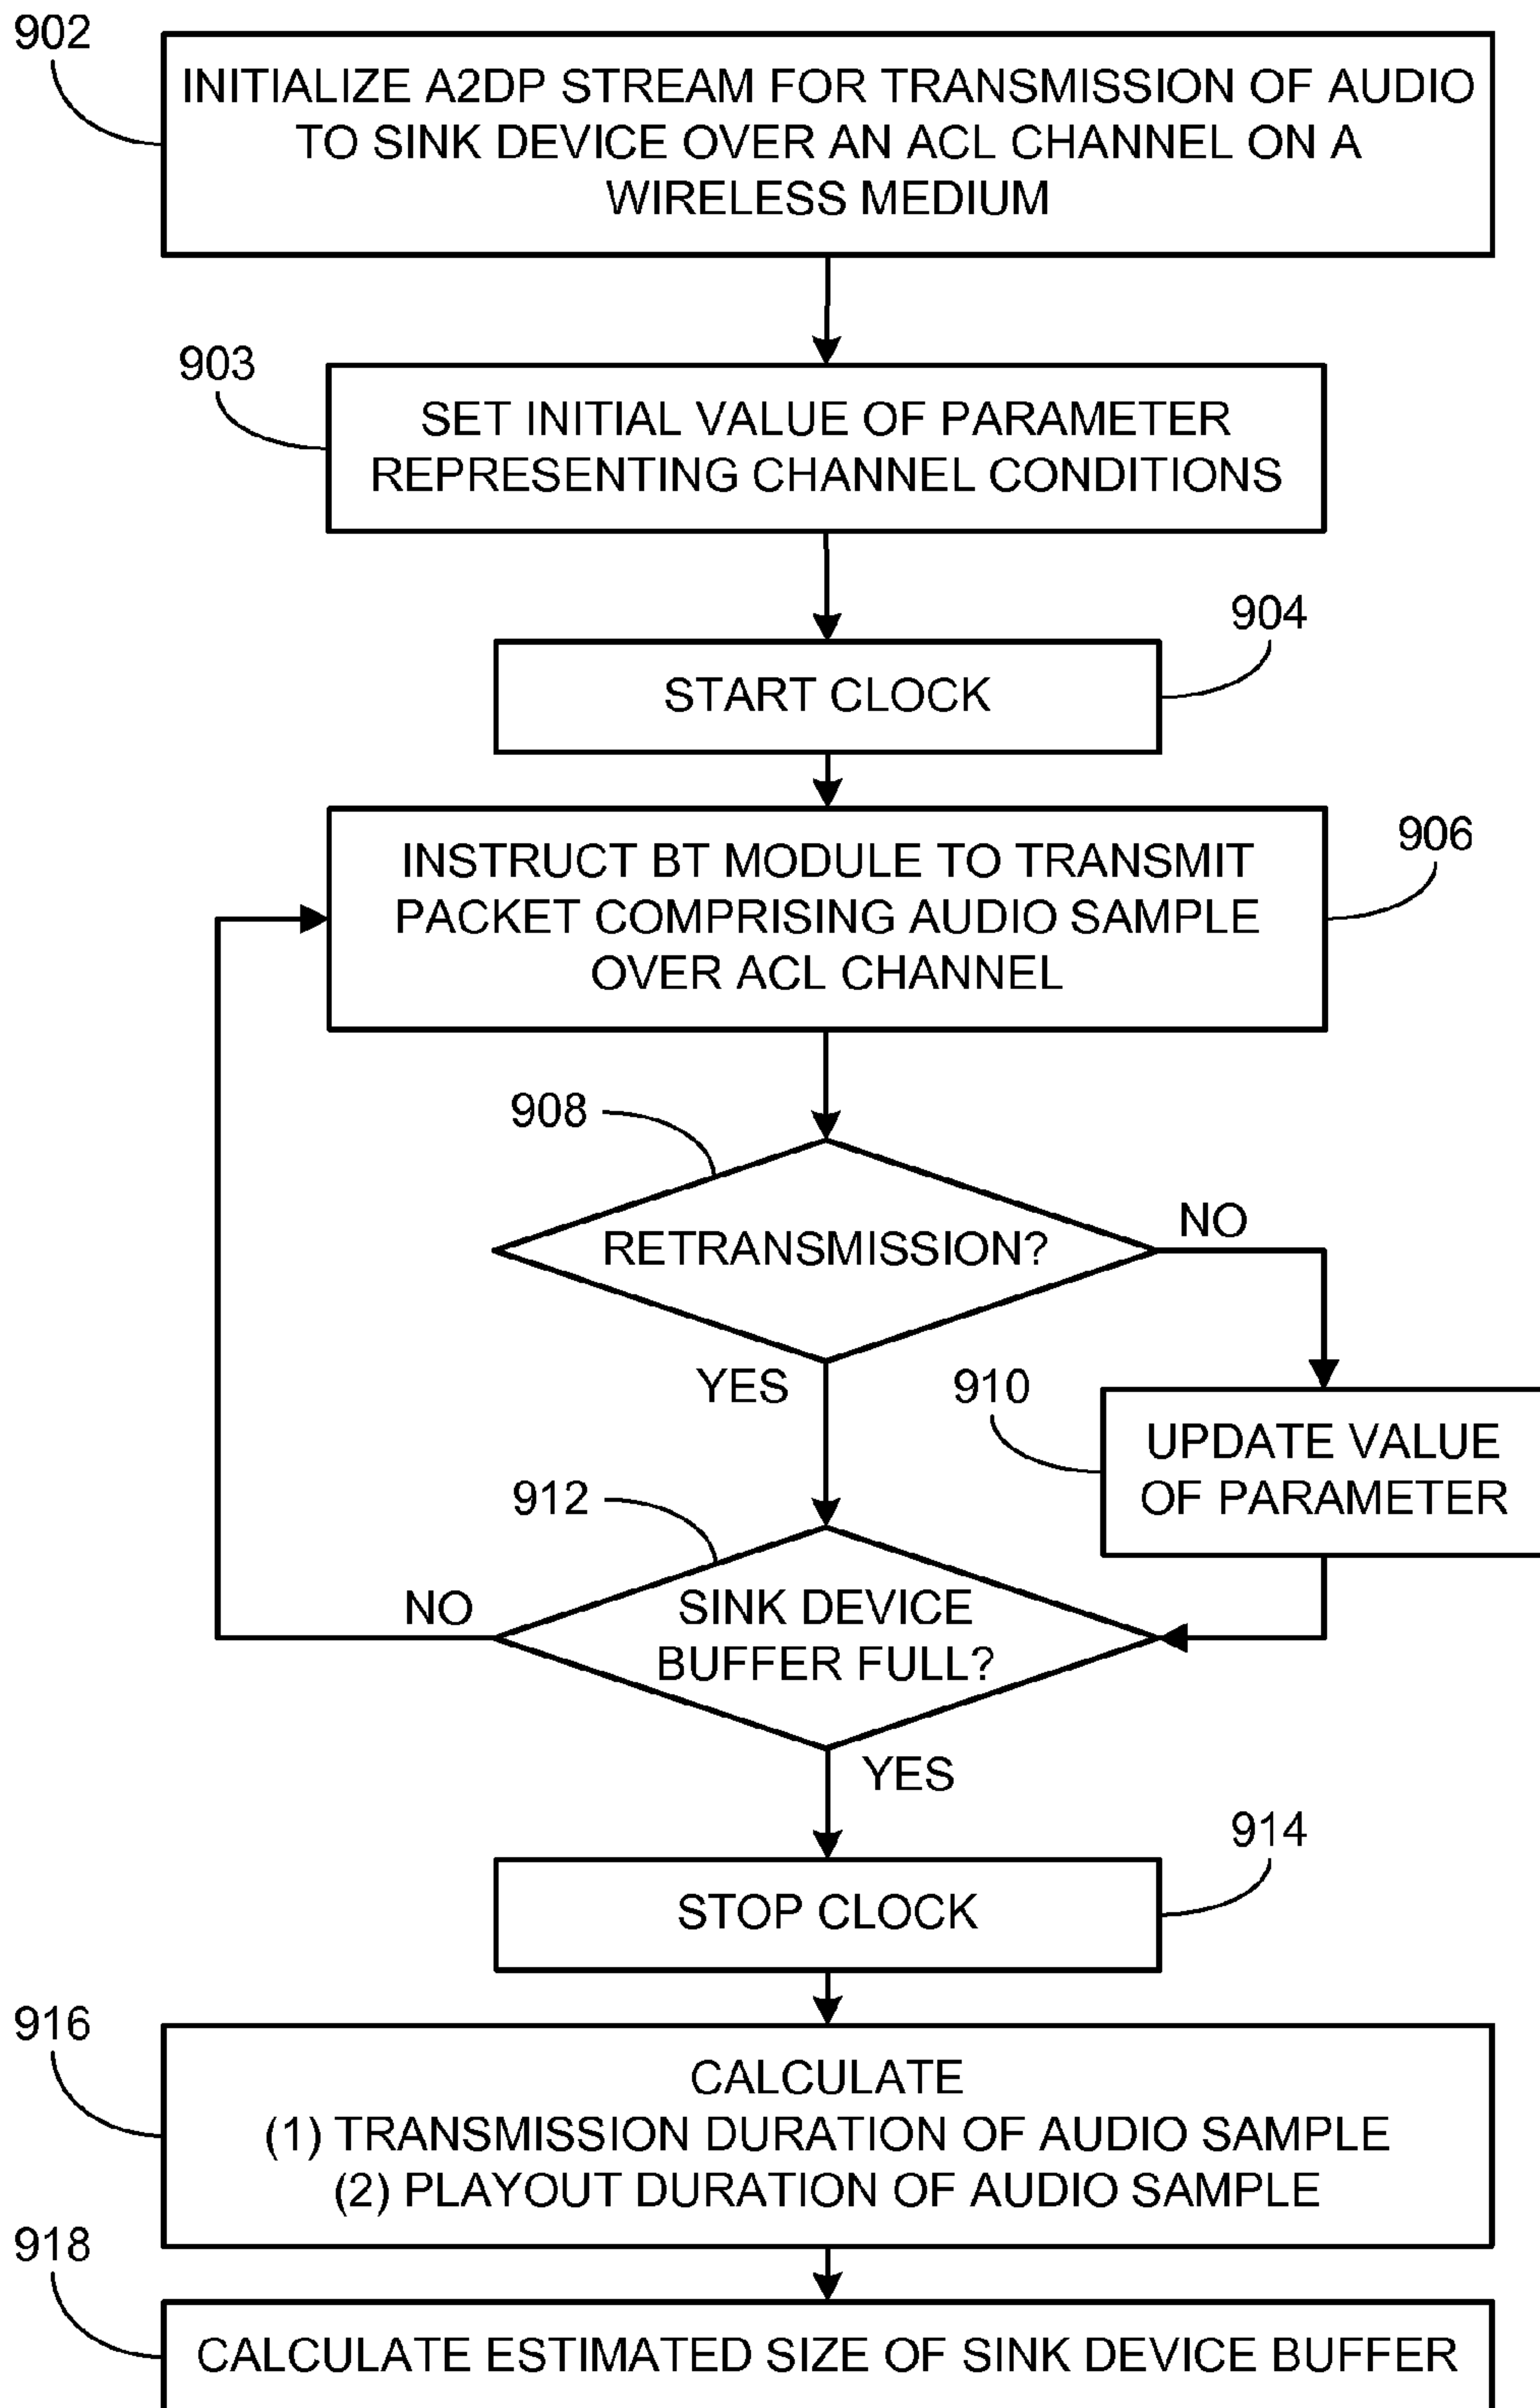 902
INITIALIZE A2DP STREAM FOR TRANSMISSION OF AUDIO
TO SINK DEVICE OVER AN ACL CHANNEL ON A
WIRELESS MEDIUM
903
SET INITIAL VALUE OF PARAMETER
REPRESENTING CHANNEL CONDITIONS
904
START CLOCK
906
INSTRUCT BT MODULE TO TRANSMIT
PACKET COMPRISING AUDIO SAMPLE
OVER ACL CHANNEL
908
RETRANSMISSION?
NO
YES
910
UPDATE VALUE
OF PARAMETER
912
SINK DEVICE
BUFFER FULL?
NO
YES
914
STOP CLOCK
916
CALCULATE
(1) TRANSMISSION DURATION OF AUDIO SAMPLE
(2) PLAYOUT DURATION OF AUDIO SAMPLE
918
CALCULATE ESTIMATED SIZE OF SINK DEVICE BUFFER